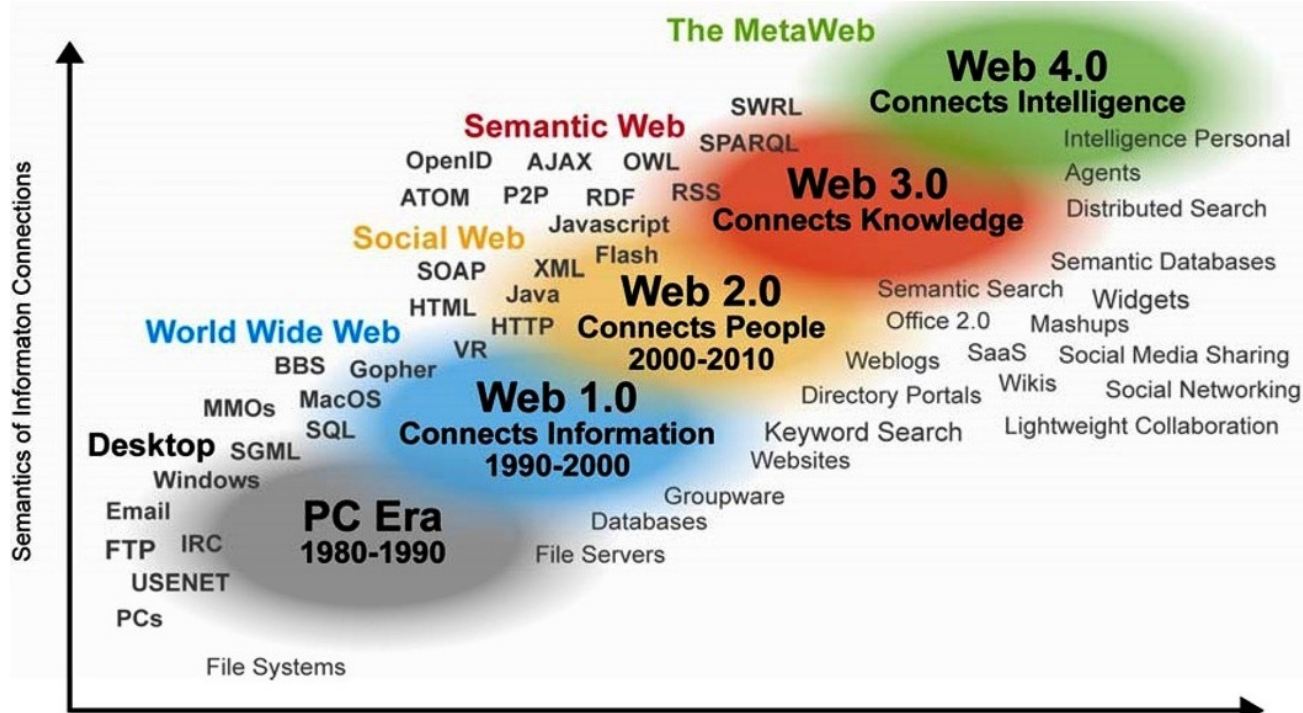 The MetaWeb
Web 4.0
Connects Intelligence
SWRL
Semantic Web
SPARQL
Intelligence Personal
Agents
OpenID AJAX OWL
Web 3.0
Connects Knowledge
ATOM P2P RDF RSS
Distributed Search
Javascript
Social Web
Flash
SOAP XML
Semantic Databases
Web 2.0
Connects People
2000-2010
Java
Semantic Search Widgets
HTML
HTTP
Office 2.0 Mashups
World Wide Web
VR
BBS Gopher
Weblogs SaaS Social Media Sharing
Wikis
Directory Portals Social Networking
Web 1.0
Connects Information
1990-2000
MMOs MacOS
SQL
Keyword Search Lightweight Collaboration
Desktop SGML
Websites
Windows
Groupware
Email
PC Era
1980-1990
Databases
FTP IRC
File Servers
USENET
PCs
File Systems
Semantics of Informaton Connections